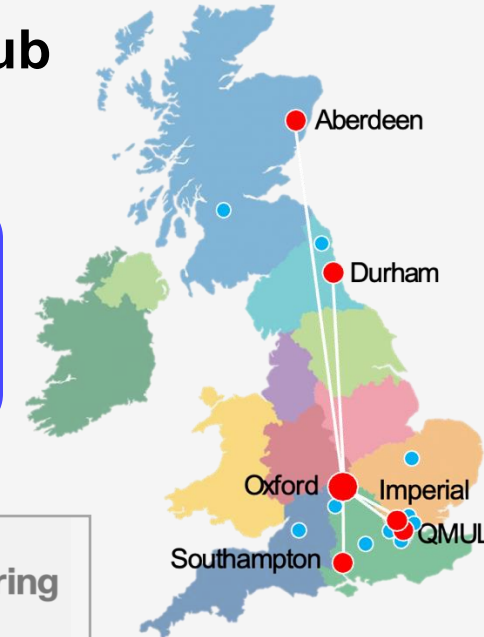 ub
Aberdeen
Durham
Oxford
Imperial
QMUL
Southampton
ring